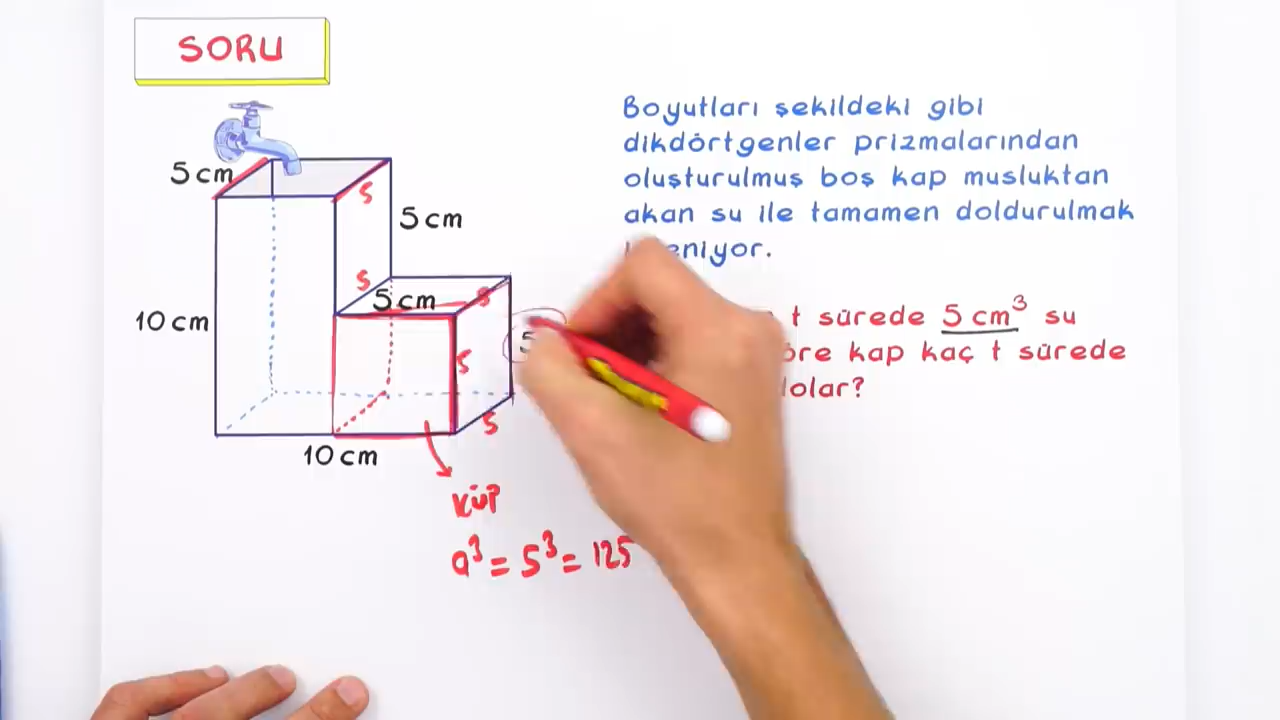 SORU
5 cm
5
5 cm
5
5 cm
5
10 cm
5
5
10 cm
KÜP
a³ = 5³ = 125
Boyutları şekildeki gibi
dikdörtgenler prizmalarından
oluşturulmuş boş kap musluktan
akan su ile tamamen doldurulmak
t sürede 5 cm³ su
kap kaç t sürede